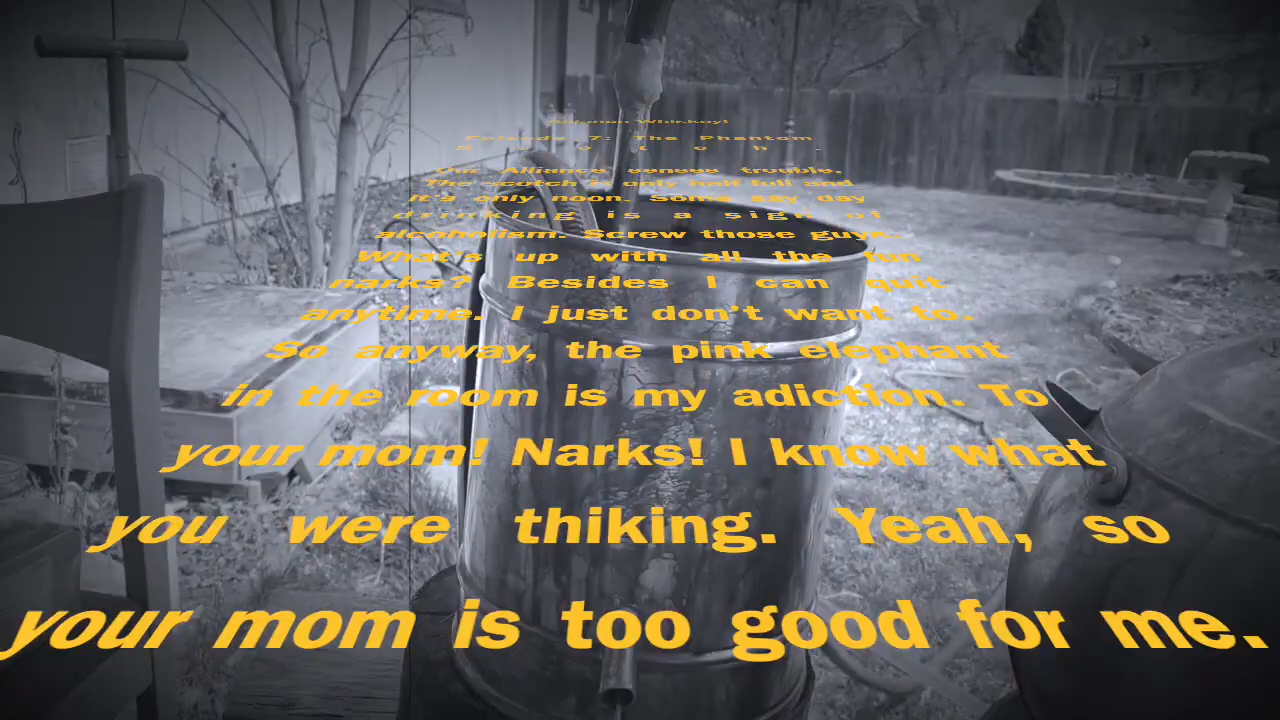 Episode 7: The Phantom
Scotch.
Our Alliance senses trouble.
The scotch is only half full and
it's only noon. Some say day
drinking is a sign of
alcoholism. Screw those guys.
What's up with all the fun
narks? Besides I can quit
anytime. I just don't want to.
So anyway, the pink elephant
in the room is my adiction. To
your mom! Narks! I know what
you were thiking. Yeah, so
your mom is too good for me.